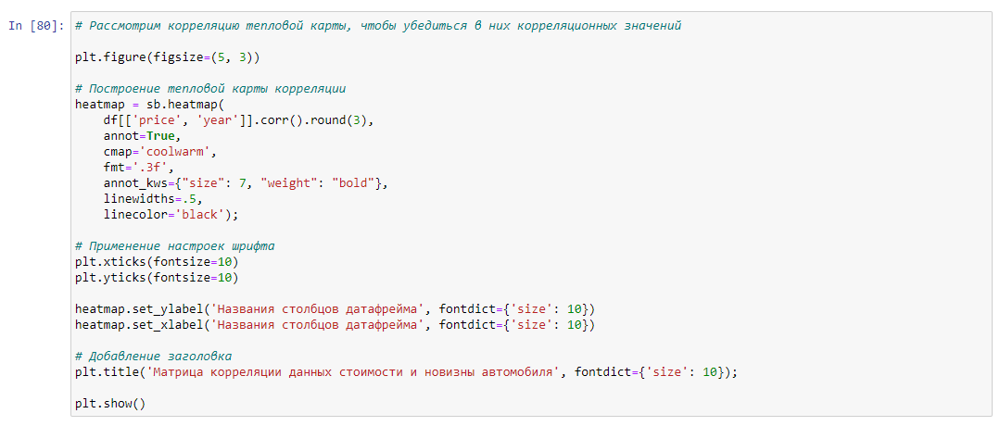 In [80]: # Рассмотрим корреляцию тепловой карты, чтобы убедиться в них корреляционных значений
plt.figure(figsize=(5, 3))
# Построение тепловой карты корреляции
heatmap = sb.heatmap(
    df[['price', 'year']].corr().round(3),
    annot=True,
    cmap='coolwarm',
    fmt='.3f',
    annot_kws={"size": 7, "weight": "bold"},
    linewidths=.5,
    linecolor='black');
# Применение настроек шрифта
plt.xticks(fontsize=10)
plt.yticks(fontsize=10)
heatmap.set_ylabel('Названия столбцов датафрейма', fontdict={'size': 10})
heatmap.set_xlabel('Названия столбцов датафрейма', fontdict={'size': 10})
# Добавление заголовка
plt.title('Матрица корреляции данных стоимости и новизны автомобиля', fontdict={'size': 10});
plt.show()